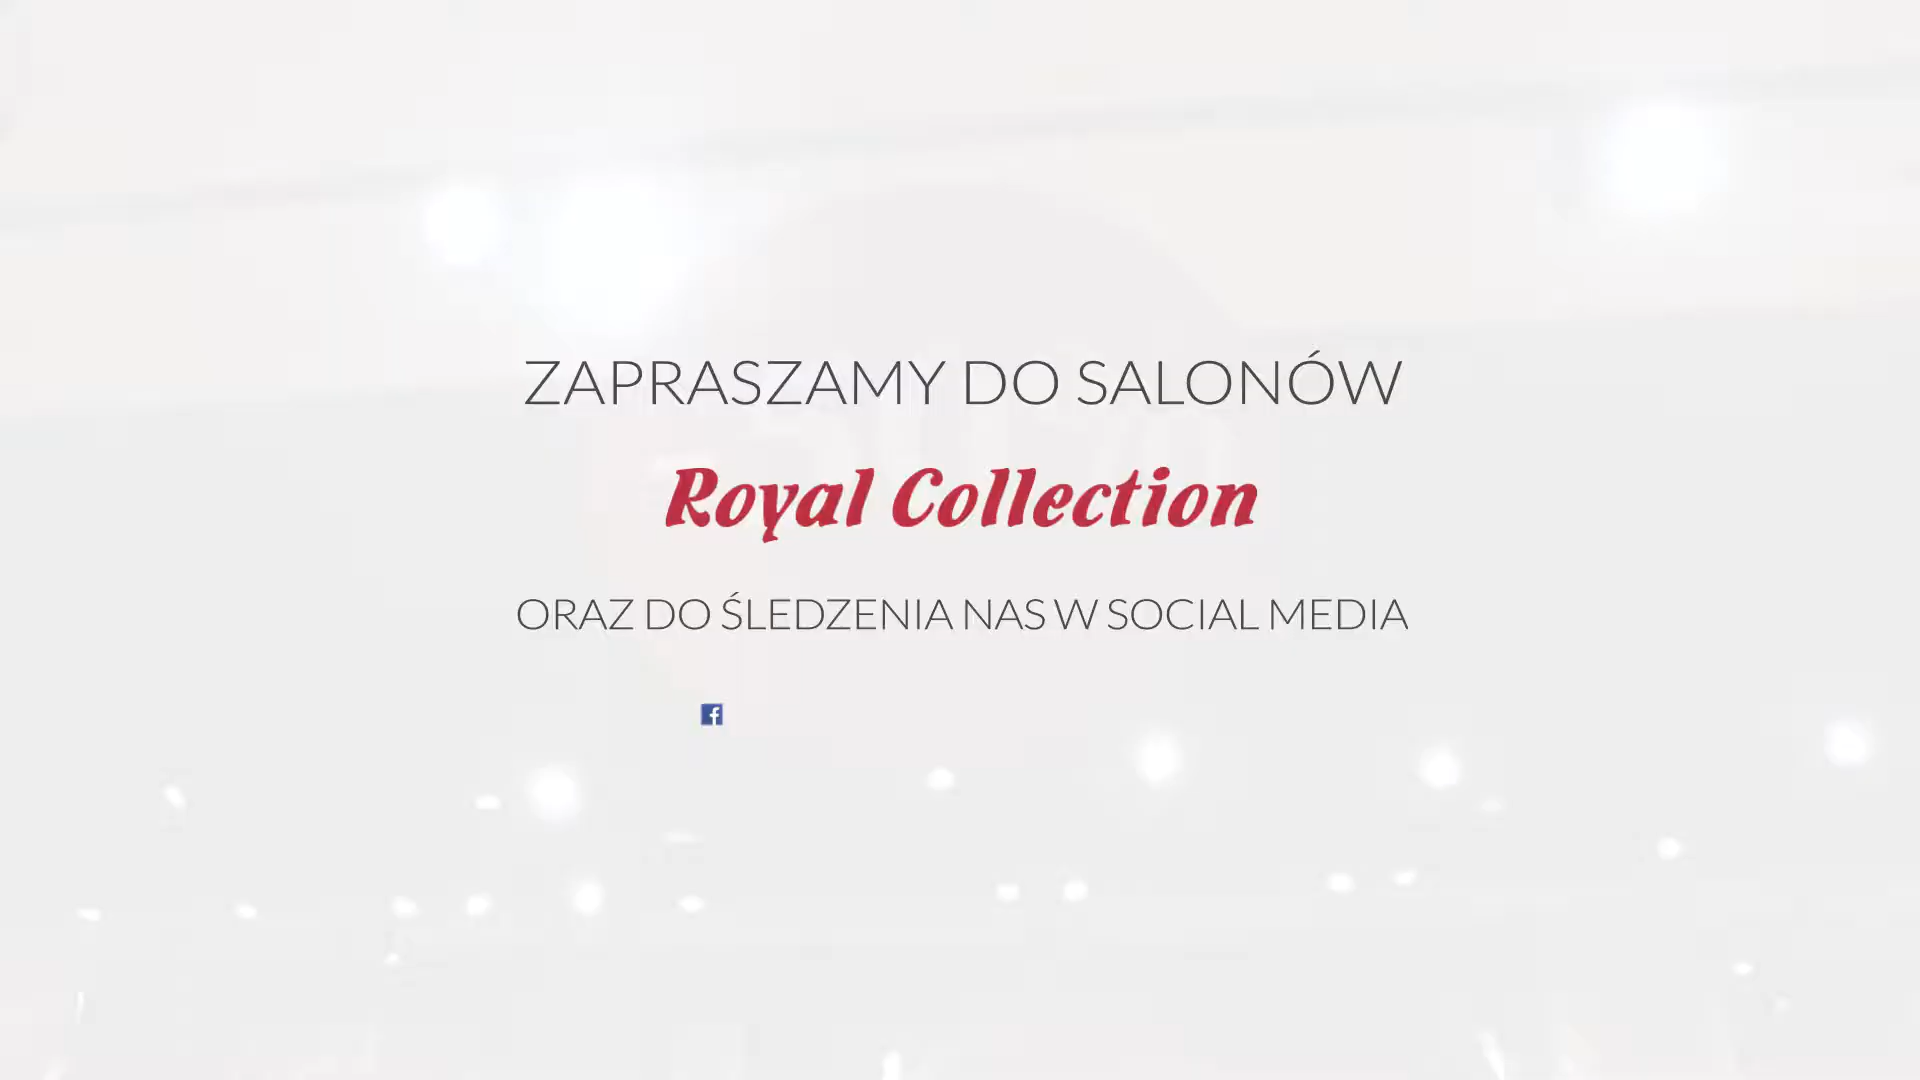 ZAPRASZAMY DO SALONÓW
Royal Collection
ORAZ DO ŚLEDZENIA NAS W SOCIAL MEDIA